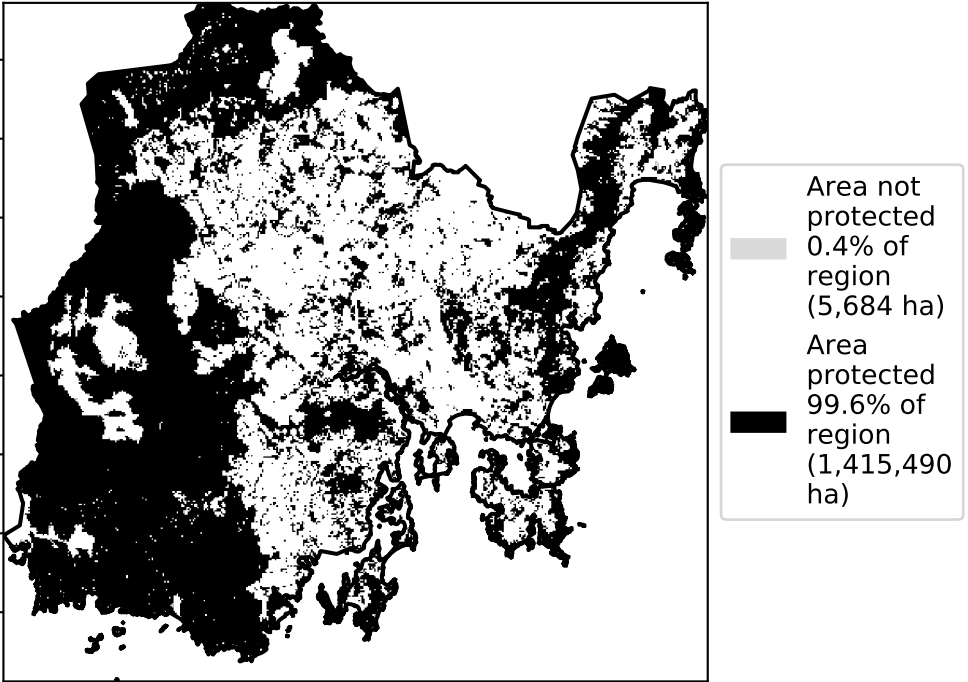 Area not
protected
0.4% of
region
(5,684 ha)
Area
protected
99.6% of
region
(1,415,490
ha)